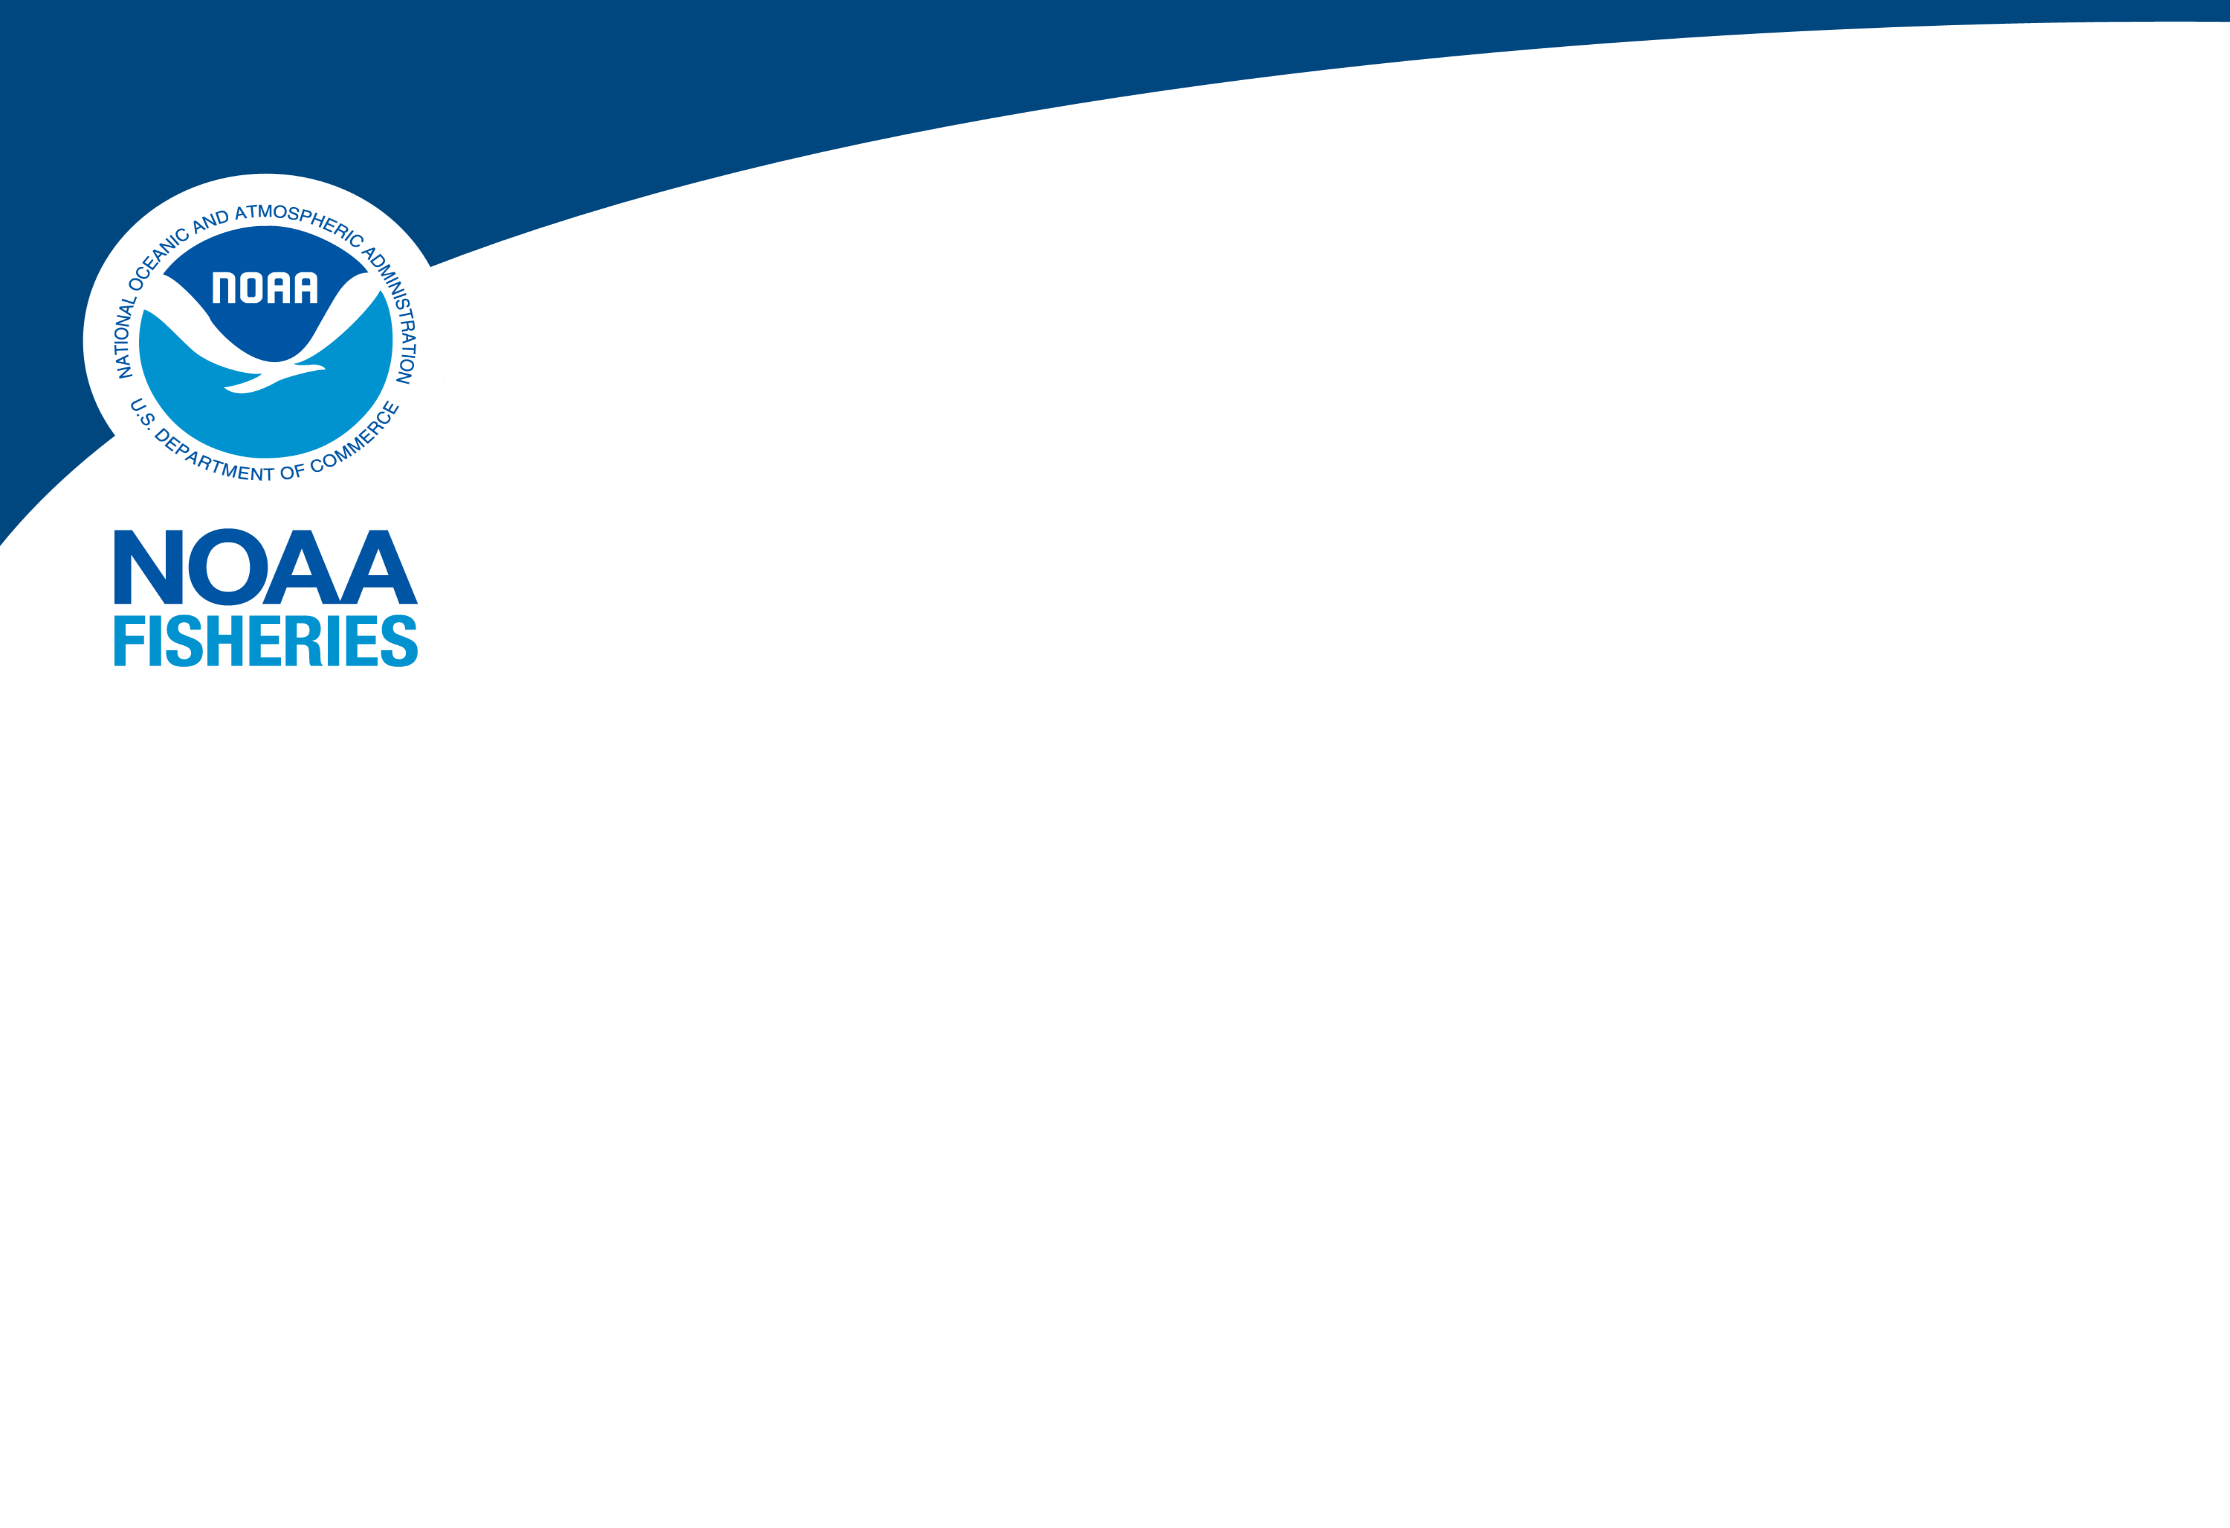 NATIONAL OCEANIC AND ATMOSPHERIC ADMINISTRATION
NOAA
U.S. DEPARTMENT OF COMMERCE
NOAA
FISHERIES